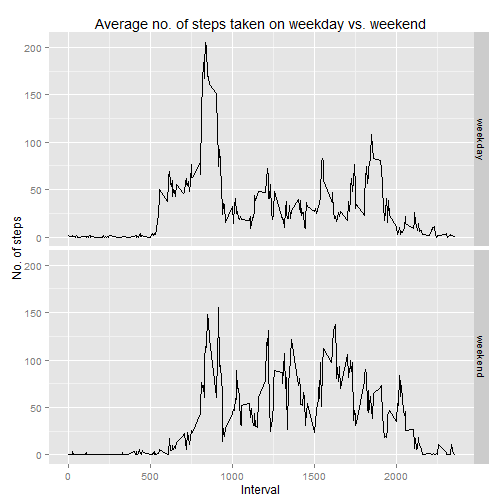 Average no. of steps taken on weekday vs. weekend
200
150
100
50
0
weekday
No. of steps
200
150
100
50
0
weekend
0 500 1000 1500 2000
Interval